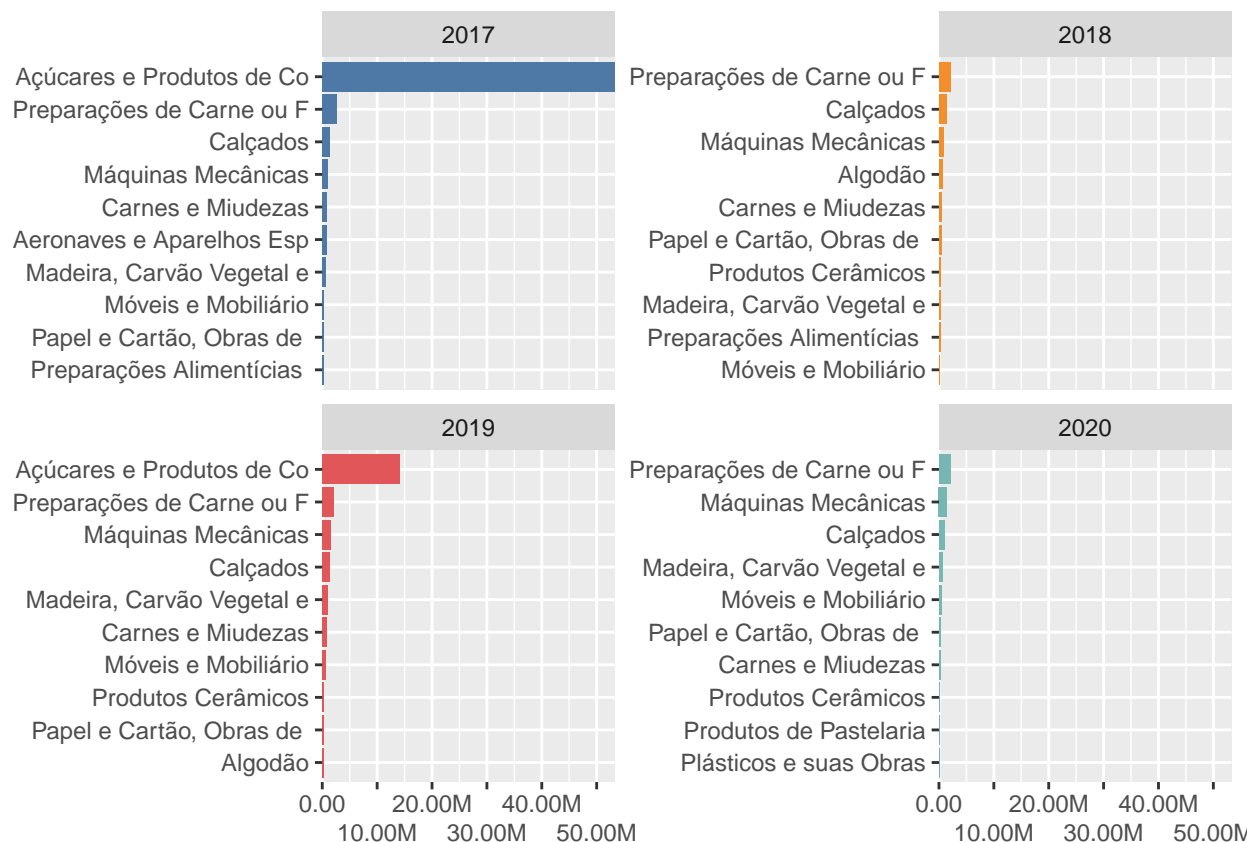 2017
Açúcares e Produtos de Co
Preparações de Carne ou F
Calçados
Máquinas Mecânicas
Carnes e Miudezas
Aeronaves e Aparelhos Esp
Madeira, Carvão Vegetal e
Móveis e Mobiliário
Papel e Cartão, Obras de
Preparações Alimentícias
2018
Preparações de Carne ou F
Calçados
Máquinas Mecânicas
Algodão
Carnes e Miudezas
Papel e Cartão, Obras de
Produtos Cerâmicos
Madeira, Carvão Vegetal e
Preparações Alimentícias
Móveis e Mobiliário
2019
Açúcares e Produtos de Co
Preparações de Carne ou F
Máquinas Mecânicas
Calçados
Madeira, Carvão Vegetal e
Carnes e Miudezas
Móveis e Mobiliário
Produtos Cerâmicos
Papel e Cartão, Obras de
Algodão
0.00 20.00M 40.00M
10.00M 30.00M 50.00M
2020
Preparações de Carne ou F
Máquinas Mecânicas
Calçados
Madeira, Carvão Vegetal e
Móveis e Mobiliário
Papel e Cartão, Obras de
Carnes e Miudezas
Produtos Cerâmicos
Produtos de Pastelaria
Plásticos e suas Obras
0.00 20.00M 40.00M
10.00M 30.00M 50.00M